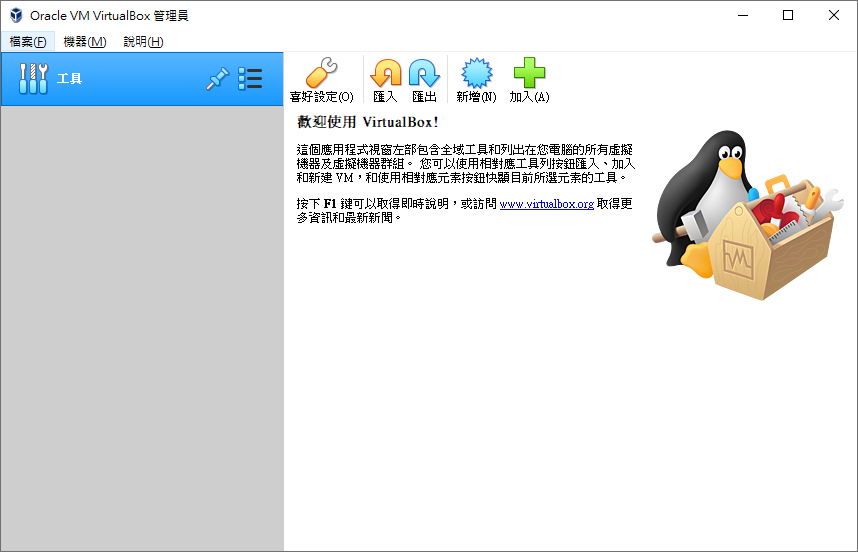 Oracle VM VirtualBox 管理員
檔案(F) 機器(M) 說明(H)
工具
喜好設定(O) 匯入 匯出 新增(N) 加入(A)
歡迎使用 VirtualBox!
這個應用程式視窗左部包含全域工具和列出在您電腦的所有虛擬
機器及虛擬機器群組。 您可以使用相對應工具列按鈕匯入、加入
和新建 VM，和使用相對應元素按鈕快顯目前所選元素的工具。
按下 F1 鍵可以取得即時說明，或訪問 www.virtualbox.org 取得更
多資訊和最新新聞。